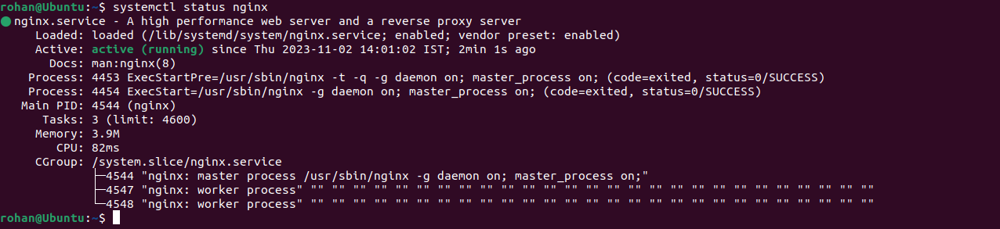 rohan@Ubuntu:~$ systemctl status nginx
● nginx.service - A high performance web server and a reverse proxy server
     Loaded: loaded (/lib/systemd/system/nginx.service; enabled; vendor preset: enabled)
     Active: active (running) since Thu 2023-11-02 14:01:02 IST; 2min 1s ago
       Docs: man:nginx(8)
    Process: 4453 ExecStartPre=/usr/sbin/nginx -t -q -g daemon on; master_process on; (code=exited, status=0/SUCCESS)
    Process: 4454 ExecStart=/usr/sbin/nginx -g daemon on; master_process on; (code=exited, status=0/SUCCESS)
   Main PID: 4544 (nginx)
      Tasks: 3 (limit: 4600)
     Memory: 3.9M
        CPU: 82ms
     CGroup: /system.slice/nginx.service
             ├─4544 "nginx: master process /usr/sbin/nginx -g daemon on; master_process on;"
             ├─4547 "nginx: worker process" "" "" "" "" "" "" "" "" "" "" "" "" "" "" "" "" "" "" "" "" "" "" "" "" "" "" ""
             └─4548 "nginx: worker process" "" "" "" "" "" "" "" "" "" "" "" "" "" "" "" "" "" "" "" "" "" "" "" "" "" "" ""
rohan@Ubuntu:~$